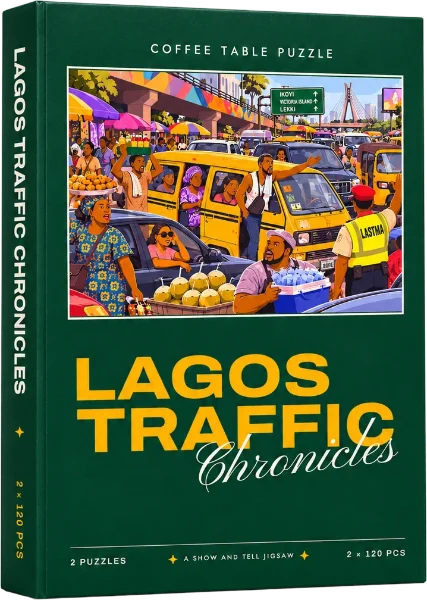 LAGOS TRAFFIC CHRONICLES
2 × 120 PCS
COFFEE TABLE PUZZLE
IKOYI
VICTORIA ISLAND
LEKKI
LASTMA
LAGOS
TRAFFIC
Chronicles
2 PUZZLES
A SHOW AND TELL JIGSAW
2 × 120 PCS